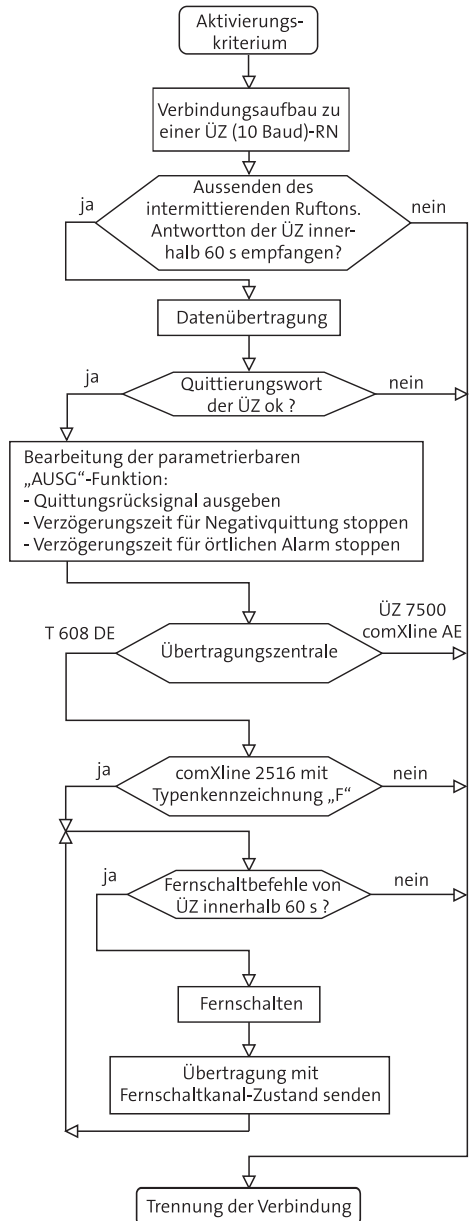 Aktivierungs-
kriterium
Verbindungsaufbau zu
einer ÜZ (10 Baud)-RN
ja
Aussenden des
intermittierenden Ruftons.
Antwortton der ÜZ inner-
halb 60 s empfangen?
nein
Datenübertragung
ja
Quittierungswort
der ÜZ ok ?
nein
Bearbeitung der parametrierbaren
„AUSG“-Funktion:
- Quittungsrücksignal ausgeben
- Verzögerungszeit für Negativquittung stoppen
- Verzögerungszeit für örtlichen Alarm stoppen
T 608 DE
Übertragungszentrale
ÜZ 7500
comXline AE
ja
comXline 2516 mit
Typenkennzeichnung „F“
nein
ja
Fernschaltbefehle von
ÜZ innerhalb 60 s ?
nein
Fernschalten
Übertragung mit
Fernschaltkanal-Zustand senden
Trennung der Verbindung